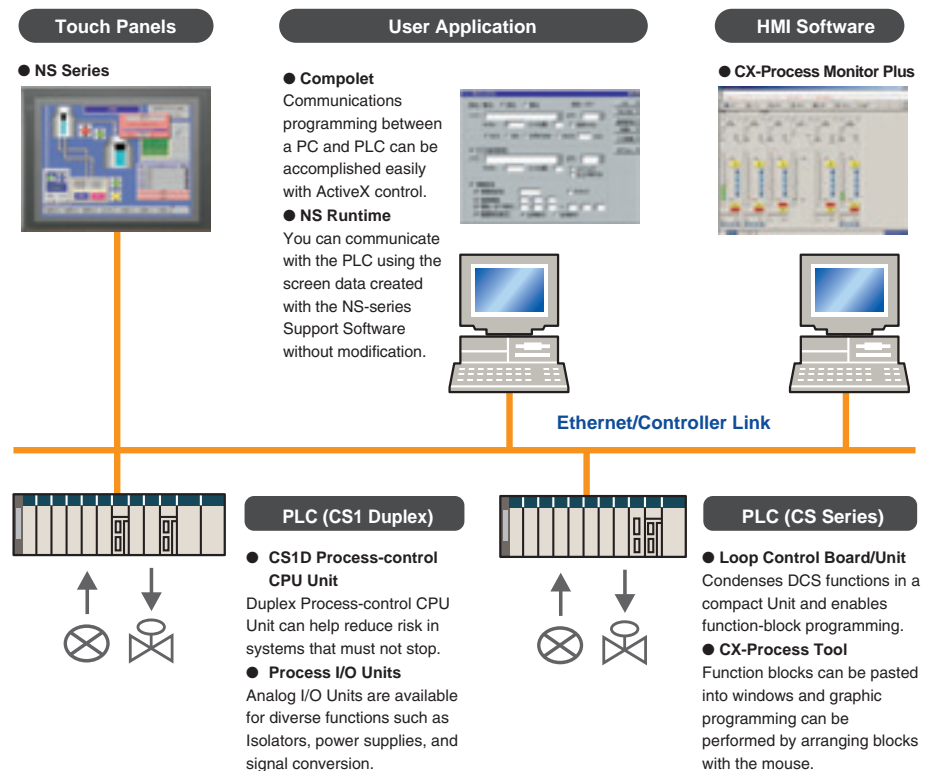 Touch Panels
User Application
HMI Software
● NS Series
● Compolet
Communications
programming between
a PC and PLC can be
accomplished easily
with ActiveX control.
● NS Runtime
You can communicate
with the PLC using the
screen data created
with the NS-series
Support Software
without modification.
● CX-Process Monitor Plus
Ethernet/Controller Link
PLC (CS1 Duplex)
● CS1D Process-control
CPU Unit
Duplex Process-control CPU
Unit can help reduce risk in
systems that must not stop.
● Process I/O Units
Analog I/O Units are available
for diverse functions such as
Isolators, power supplies, and
signal conversion.
PLC (CS Series)
● Loop Control Board/Unit
Condenses DCS functions in a
compact Unit and enables
function-block programming.
● CX-Process Tool
Function blocks can be pasted
into windows and graphic
programming can be
performed by arranging blocks
with the mouse.